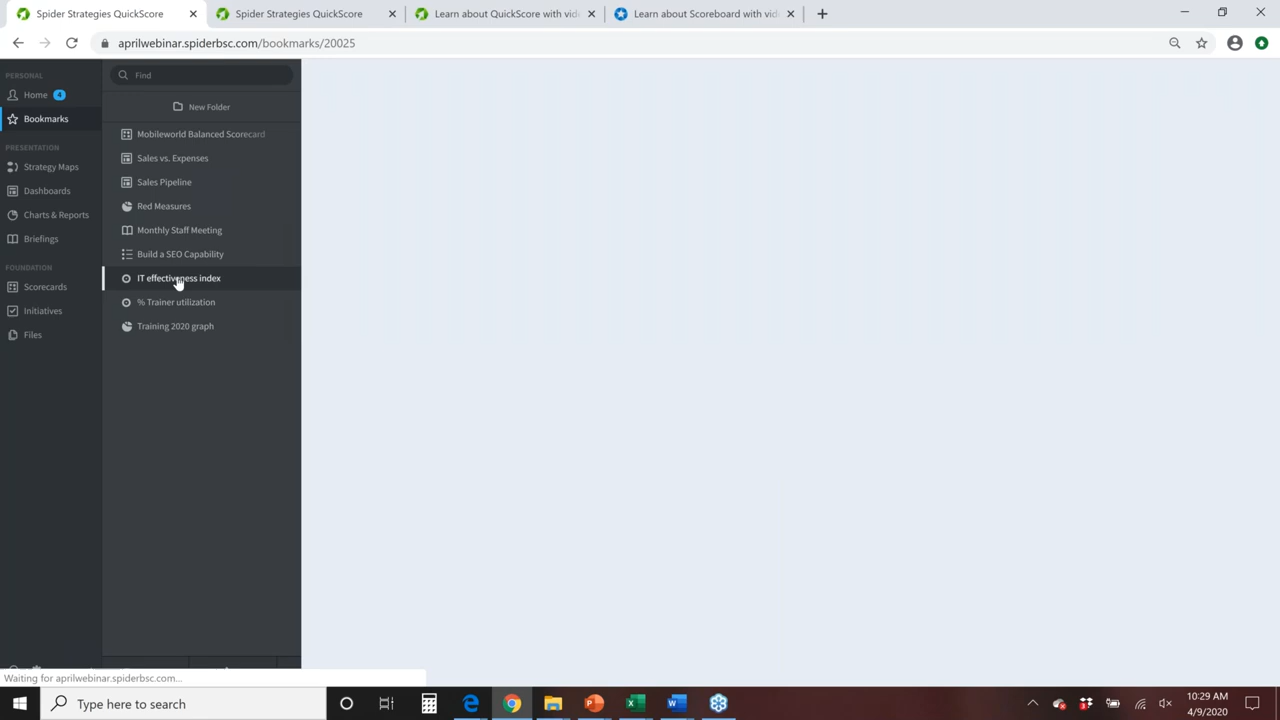 Spider Strategies QuickScore
Spider Strategies QuickScore
Learn about QuickScore with vide
Learn about Scoreboard with vid
aprilwebinar.spiderbsc.com/bookmarks/20025
PERSONAL
Home 4
Bookmarks
PRESENTATION
Strategy Maps
Dashboards
Charts & Reports
Briefings
FOUNDATION
Scorecards
Initiatives
Files
Find
New Folder
Mobileworld Balanced Scorecard
Sales vs. Expenses
Sales Pipeline
Red Measures
Monthly Staff Meeting
Build a SEO Capability
IT effectiveness index
% Trainer utilization
Training 2020 graph
Waiting for aprilwebinar.spiderbsc.com...
Type here to search
10:29 AM
4/9/2020